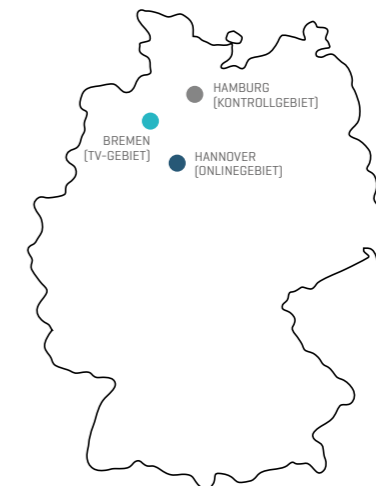 HAMBURG
(KONTROLLGEBIET)
BREMEN
(TV-GEBIET)
HANNOVER
(ONLINEGEBIET)